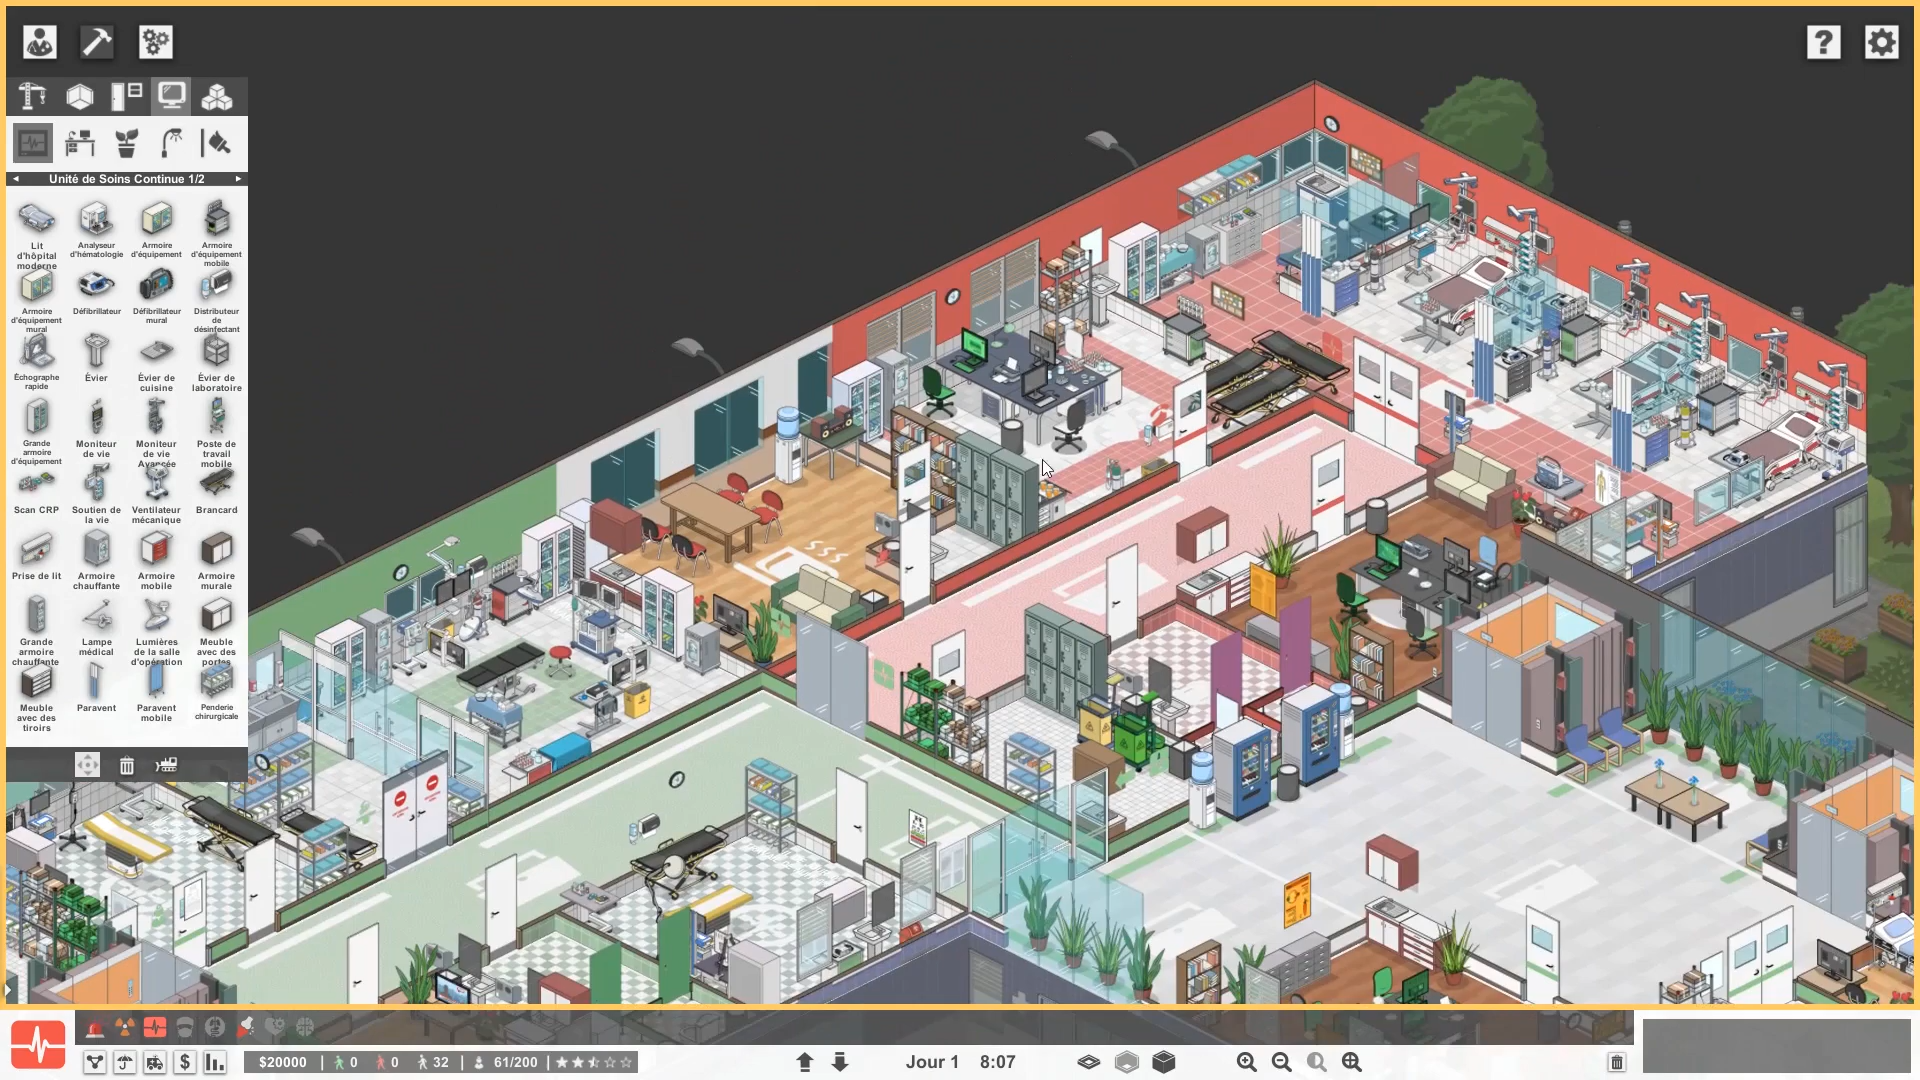 Unité de Soins Continue 1/2
Lit d'hôpital moderne
Analyseur d'hématologie
Armoire d'équipement
Armoire d'équipement mobile
Armoire d'équipement mural
Défibrillateur
Défibrillateur mural
Distributeur de désinfectant
Échographe rapide
Évier
Évier de cuisine
Évier de laboratoire
Grande armoire d'équipement
Moniteur de vie
Moniteur de vie Avancée
Poste de travail mobile
Scan CRP
Soutien de la vie
Ventilateur mécanique
Brancard
Prise de lit
Armoire chauffante
Armoire mobile
Armoire murale
Grande armoire chauffante
Lampe médical
Lumières de la salle d'opération
Meuble avec des portes
Meuble avec des tiroirs
Paravent
Paravent mobile
Penderie chirurgicale
$20000 | 0 0 32 | 61/200 |
Jour 1 8:07